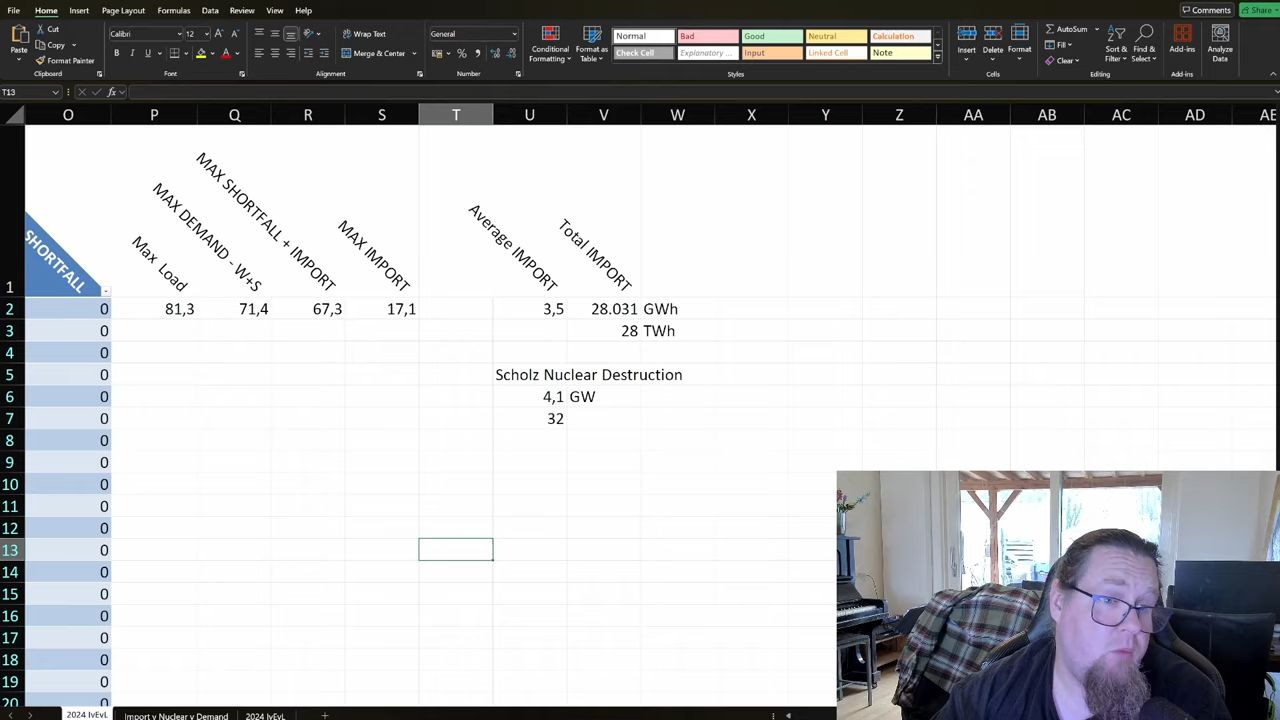 File Home Insert Page Layout Formulas Data Review View Help Comments Share
Cut Calibri 12 Wrap Text General Normal Bad Good Neutral Calculation AutoSum
Paste Copy Conditional Formatting Format as Table Insert Delete Format Fill Sort & Filter Find & Select Add-ins Analyze Data
Format Painter B I U Merge & Center % Check Cell Explanatory ... Input Linked Cell Note Clear
Clipboard Font Alignment Number Styles Cells Editing Add-ins
T13 fx
O P Q R S T U V W X Y Z AA AB AC AD AE
1 SHORTFALL Max Load MAX DEMAND - W+S MAX SHORTFALL + IMPORT MAX IMPORT Average IMPORT Total IMPORT
2 0 81,3 71,4 67,3 17,1 3,5 28.031 GWh
3 0 28 TWh
4 0
5 0 Scholz Nuclear Destruction
6 0 4,1 GW
7 0 32
8 0
9 0
10 0
11 0
12 0
13 0
14 0
15 0
16 0
17 0
18 0
19 0
20 0
2024 IvEvL Import v Nuclear v Demand 2024 IvEvL